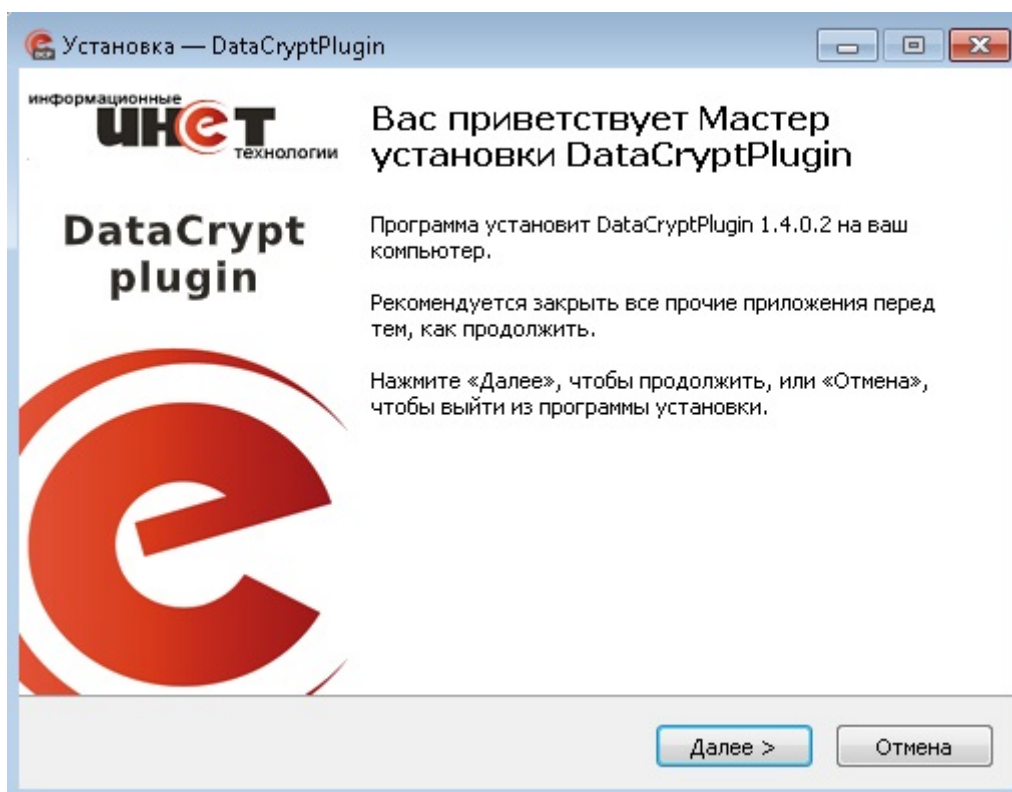 Установка — DataCryptPlugin
информационные
инет
технологии
DataCrypt
plugin
Вас приветствует Мастер
установки DataCryptPlugin
Программа установит DataCryptPlugin 1.4.0.2 на ваш
компьютер.
Рекомендуется закрыть все прочие приложения перед
тем, как продолжить.
Нажмите «Далее», чтобы продолжить, или «Отмена»,
чтобы выйти из программы установки.
Далее >
Отмена